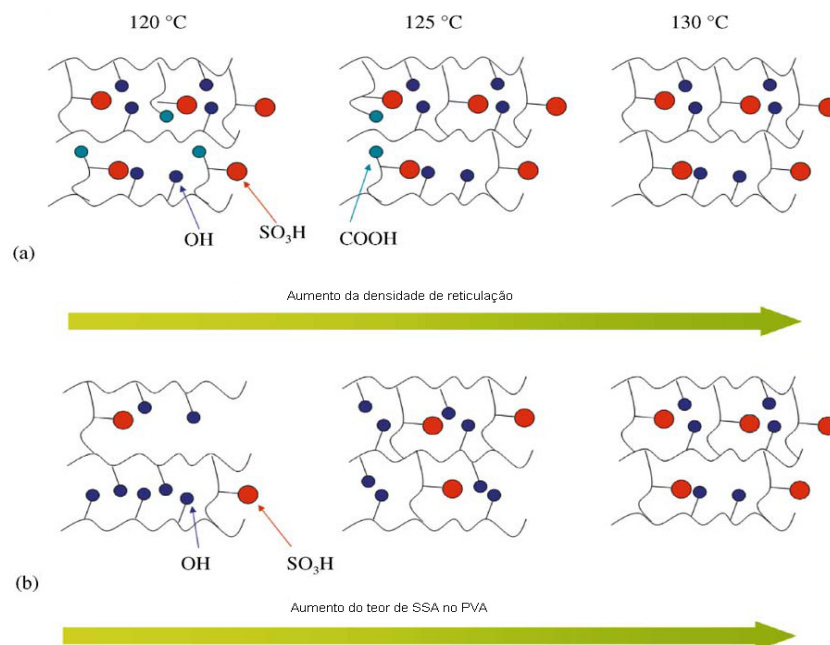 120 °C
125 °C
130 °C
OH
SO₃H
COOH
(a)
Aumento da densidade de reticulação
OH
SO₃H
(b)
Aumento do teor de SSA no PVA